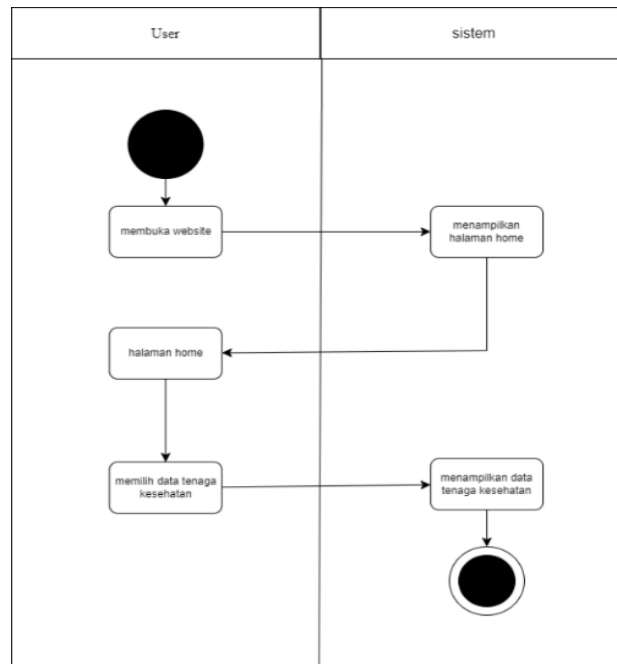 User
sistem
membuka website
menampilkan
halaman home
halaman home
memilih data tenaga
kesehatan
menampilkan data
tenaga kesehatan